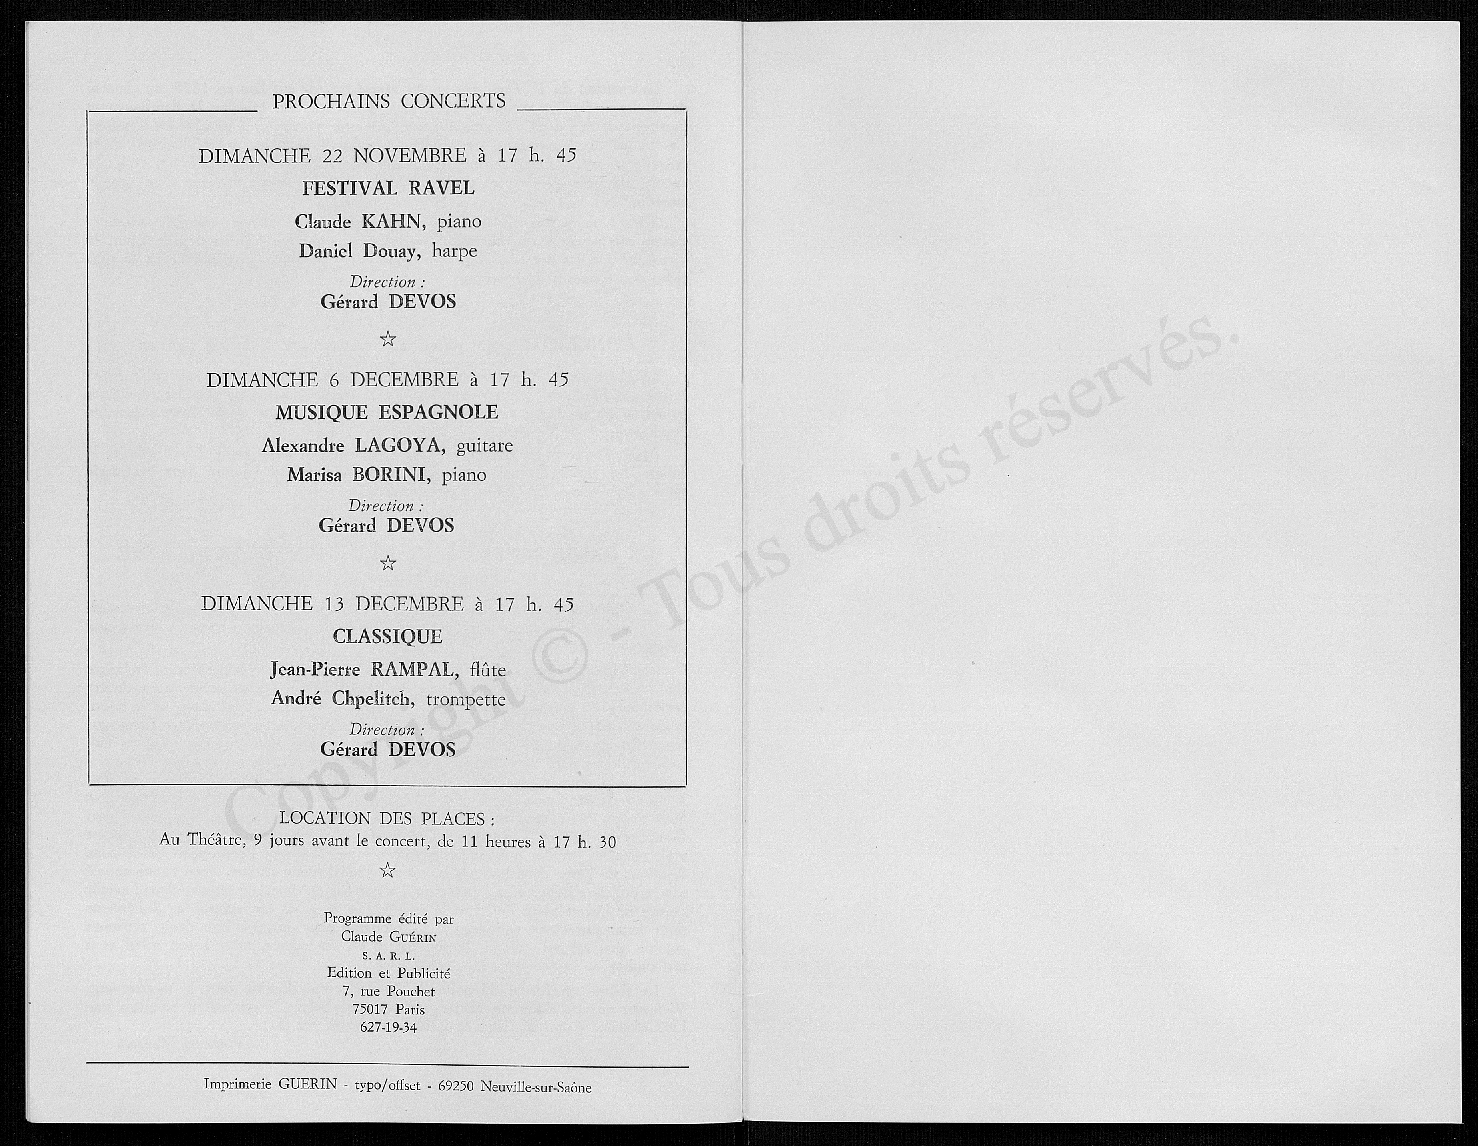 PROCHAINS CONCERTS
DIMANCHE 22 NOVEMBRE à 17 h. 45
FESTIVAL RAVEL
Claude KAHN, piano
Daniel Douay, harpe
Direction :
Gérard DEVOS
☆
DIMANCHE 6 DECEMBRE à 17 h. 45
MUSIQUE ESPAGNOLE
Alexandre LAGOYA, guitare
Marisa BORINI, piano
Direction :
Gérard DEVOS
☆
DIMANCHE 13 DECEMBRE à 17 h. 45
CLASSIQUE
Jean-Pierre RAMPAL, flûte
André Chpelitch, trompette
Direction :
Gérard DEVOS
LOCATION DES PLACES :
Au Théâtre, 9 jours avant le concert, de 11 heures à 17 h. 30
☆
Programme édité par
Claude GUÉRIN
S. A. R. L.
Edition et Publicité
7, rue Pouchet
75017 Paris
627-19-34
Imprimerie GUERIN - typo/offset - 69250 Neuville-sur-Saône
Copyright © - Tous droits réservés.